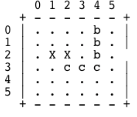 0 1 2 3 4 5
+ - - - - - - +
0 | . . . . b . |
1 | . . . . b . |
2 . X X . b .
3 | . . c c c . |
4 | . . . . . . |
5 | . . . . . . |
+ - - - - - - +